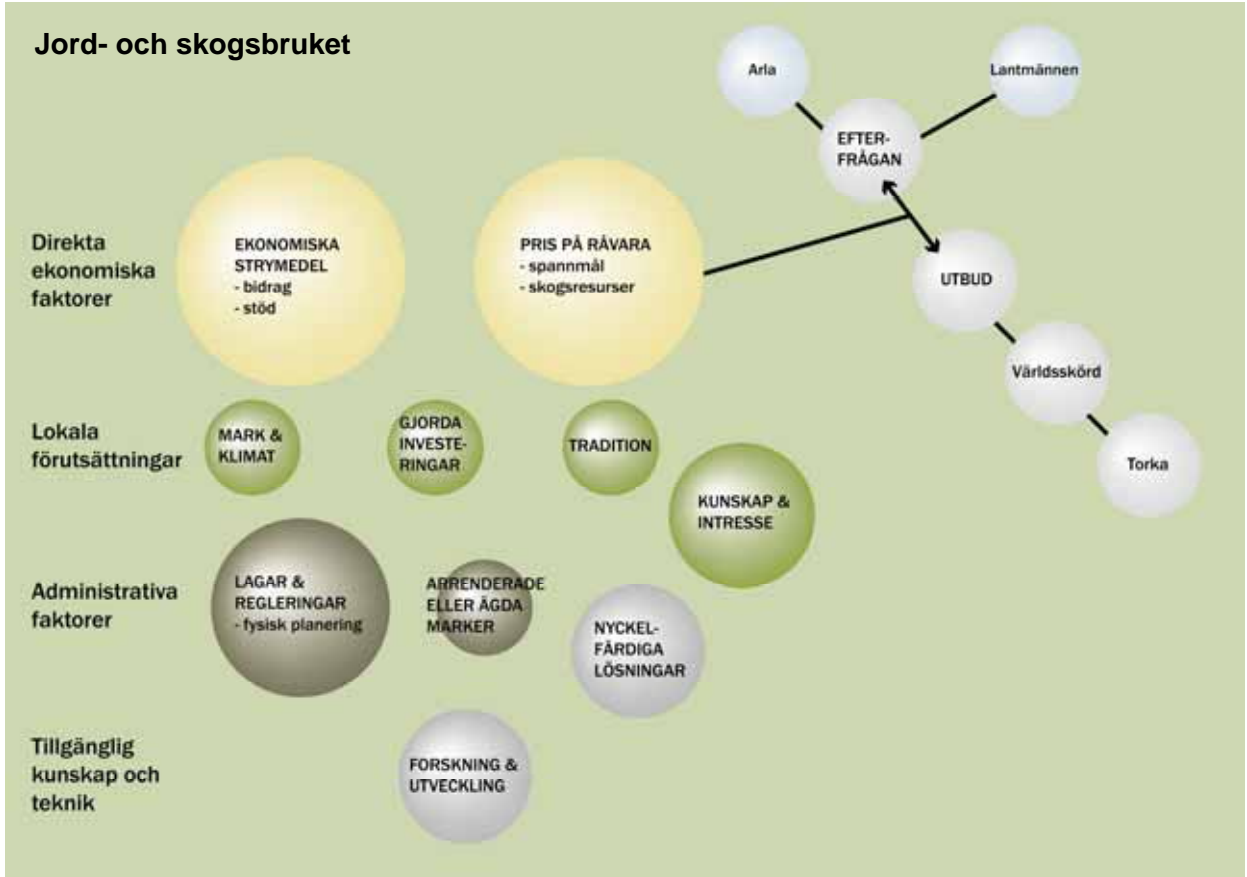 Jord- och skogsbruket
Arla
Lantmännen
EFTER-
FRÅGAN
Direkta
ekonomiska
faktorer
EKONOMISKA
STRYMEDEL
- bidrag
- stöd
PRIS PÅ RÅVARA
- spannmål
- skogsresurser
UTBUD
Världsskörd
Torka
Lokala
förutsättningar
MARK &
KLIMAT
GJORDA
INVESTE-
RINGAR
TRADITION
KUNSKAP &
INTRESSE
Administrativa
faktorer
LAGAR &
REGLERINGAR
- fysisk planering
ARRENDERADE
ELLER ÄGDA
MARKER
NYCKEL-
FÄRDIGA
LÖSNINGAR
Tillgänglig
kunskap och
teknik
FORSKNING &
UTVECKLING